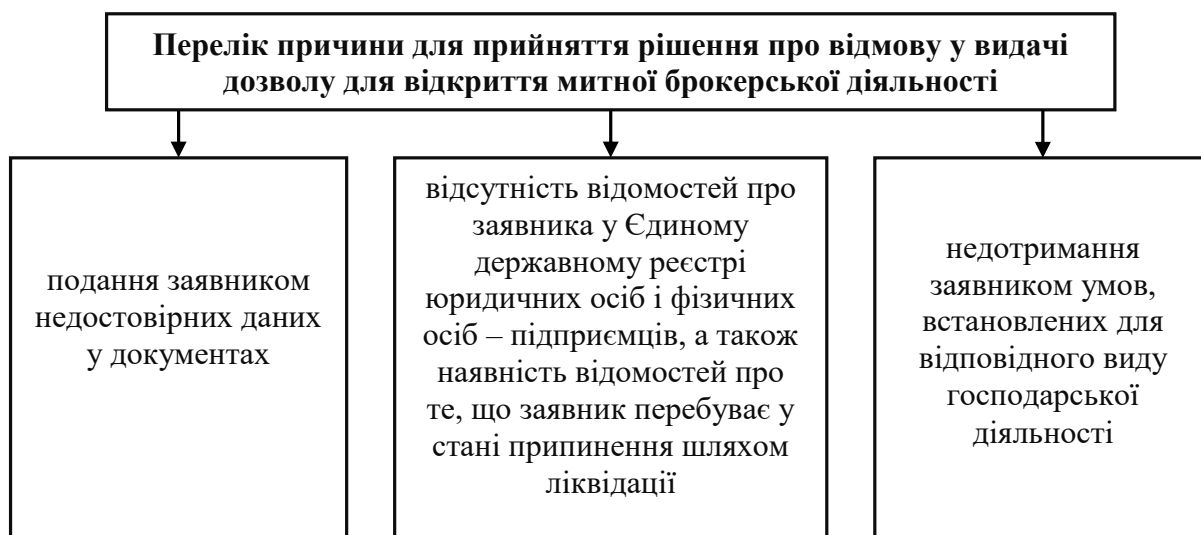 Перелік причини для прийняття рішення про відмову у видачі
дозволу для відкриття митної брокерської діяльності
подання заявником
недостовірних даних
у документах
відсутність відомостей про
заявника у Єдиному
державному реєстрі
юридичних осіб і фізичних
осіб – підприємців, а також
наявність відомостей про
те, що заявник перебуває у
стані припинення шляхом
ліквідації
недотримання
заявником умов,
встановлених для
відповідного виду
господарської
діяльності